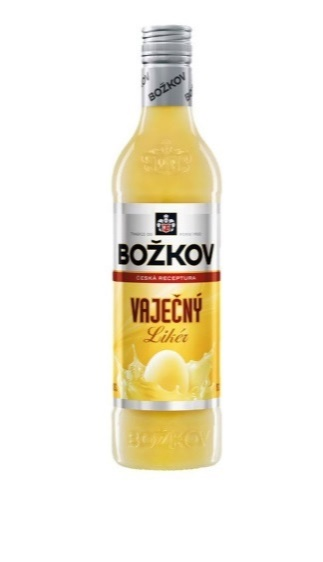 BOŽKOV
BOŽKOV
ČESKÁ RECEPTURA
VAJEČNÝ
Likér
BOŽKOV